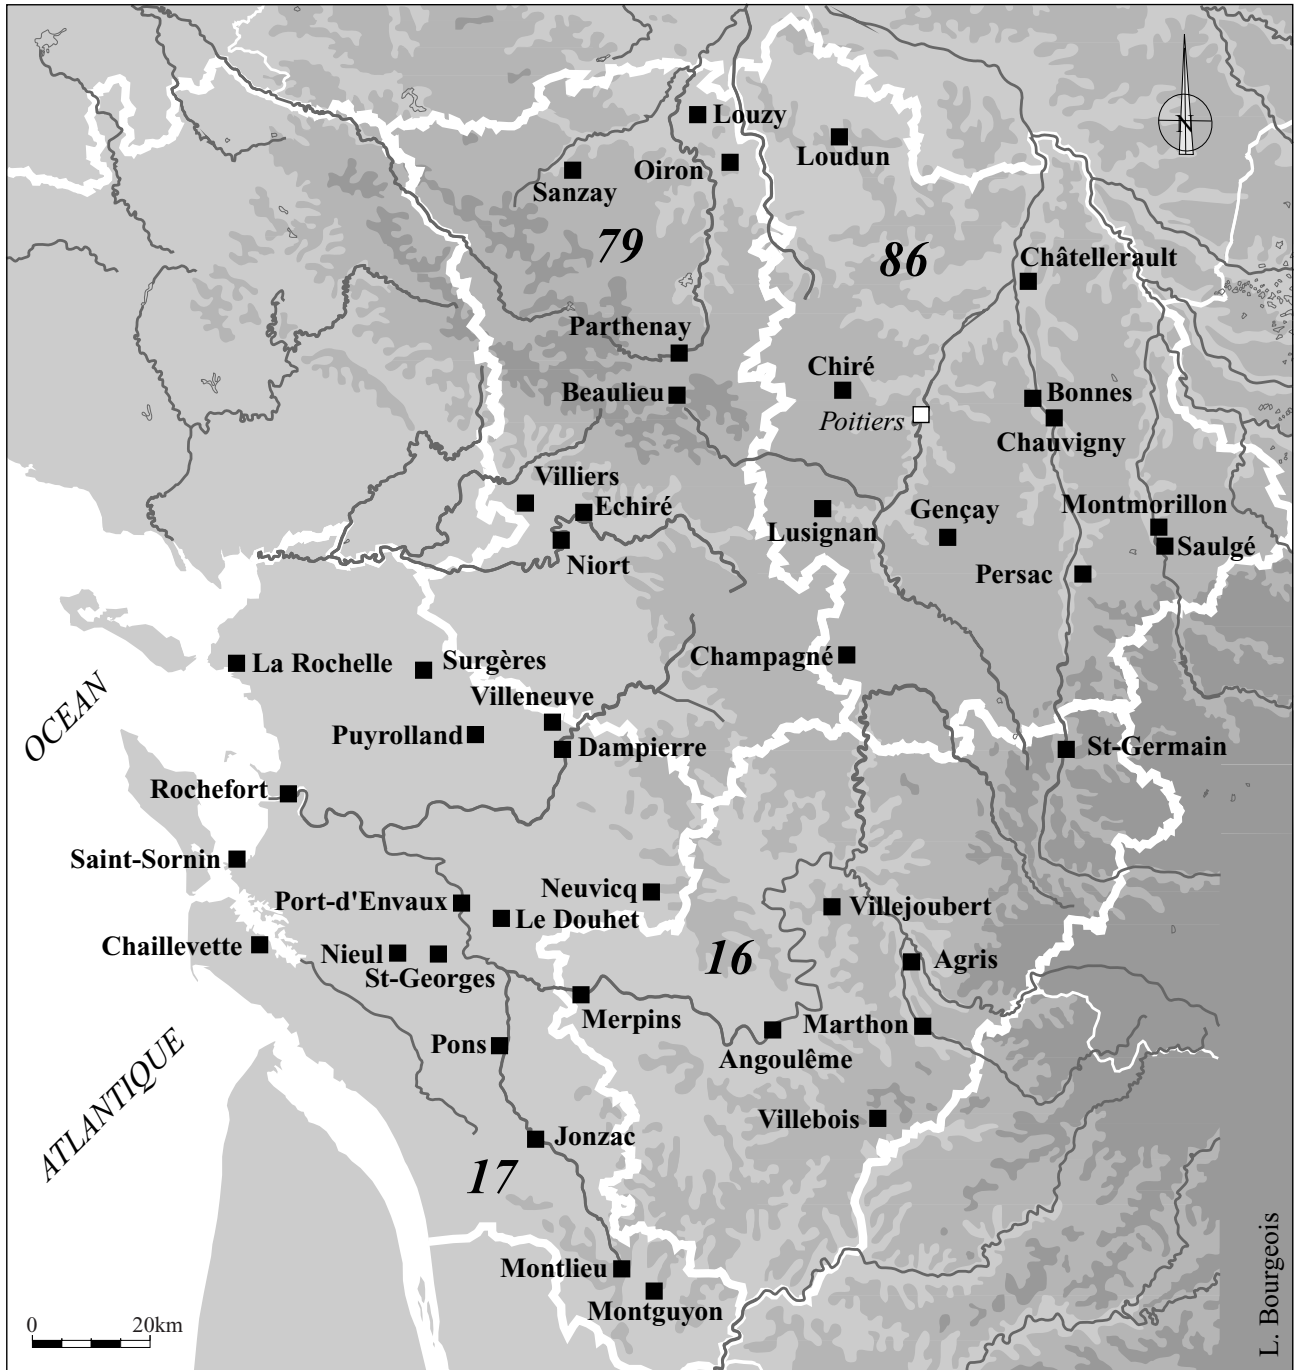 N
Louzy
Loudun
Oiron
Sanzay
79
86
Châtellerault
Parthenay
Chiré
Beaulieu
Bonnes
Poitiers
Chauvigny
Villiers
Echiré
Montmorillon
Gençay
Lusignan
Saulgé
Niort
Persac
Champagné
La Rochelle
Surgères
Villeneuve
OCEAN
Puyrolland
Dampierre
St-Germain
Rochefort
Saint-Sornin
Neuvicq
Port-d'Envaux
Villejoubert
Le Douhet
Chaillevette
Nieul
16
Agris
St-Georges
Merpins
Marthon
Pons
Angoulême
ATLANTIQUE
Villebois
Jonzac
17
Montlieu
Montguyon
0 20km
L. Bourgeois